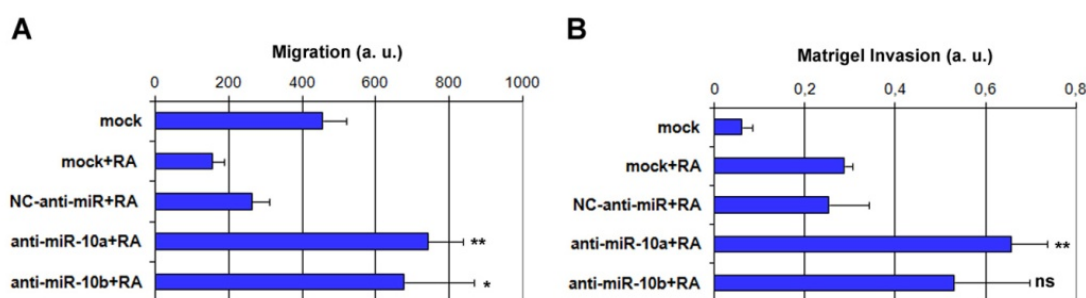 A
Migration (a. u.)
0 200 400 600 800 1000
mock
mock+RA
NC-anti-miR+RA
anti-miR-10a+RA **
anti-miR-10b+RA *
B
Matrigel Invasion (a. u.)
0 0,2 0,4 0,6 0,8
mock
mock+RA
NC-anti-miR+RA
anti-miR-10a+RA **
anti-miR-10b+RA ns